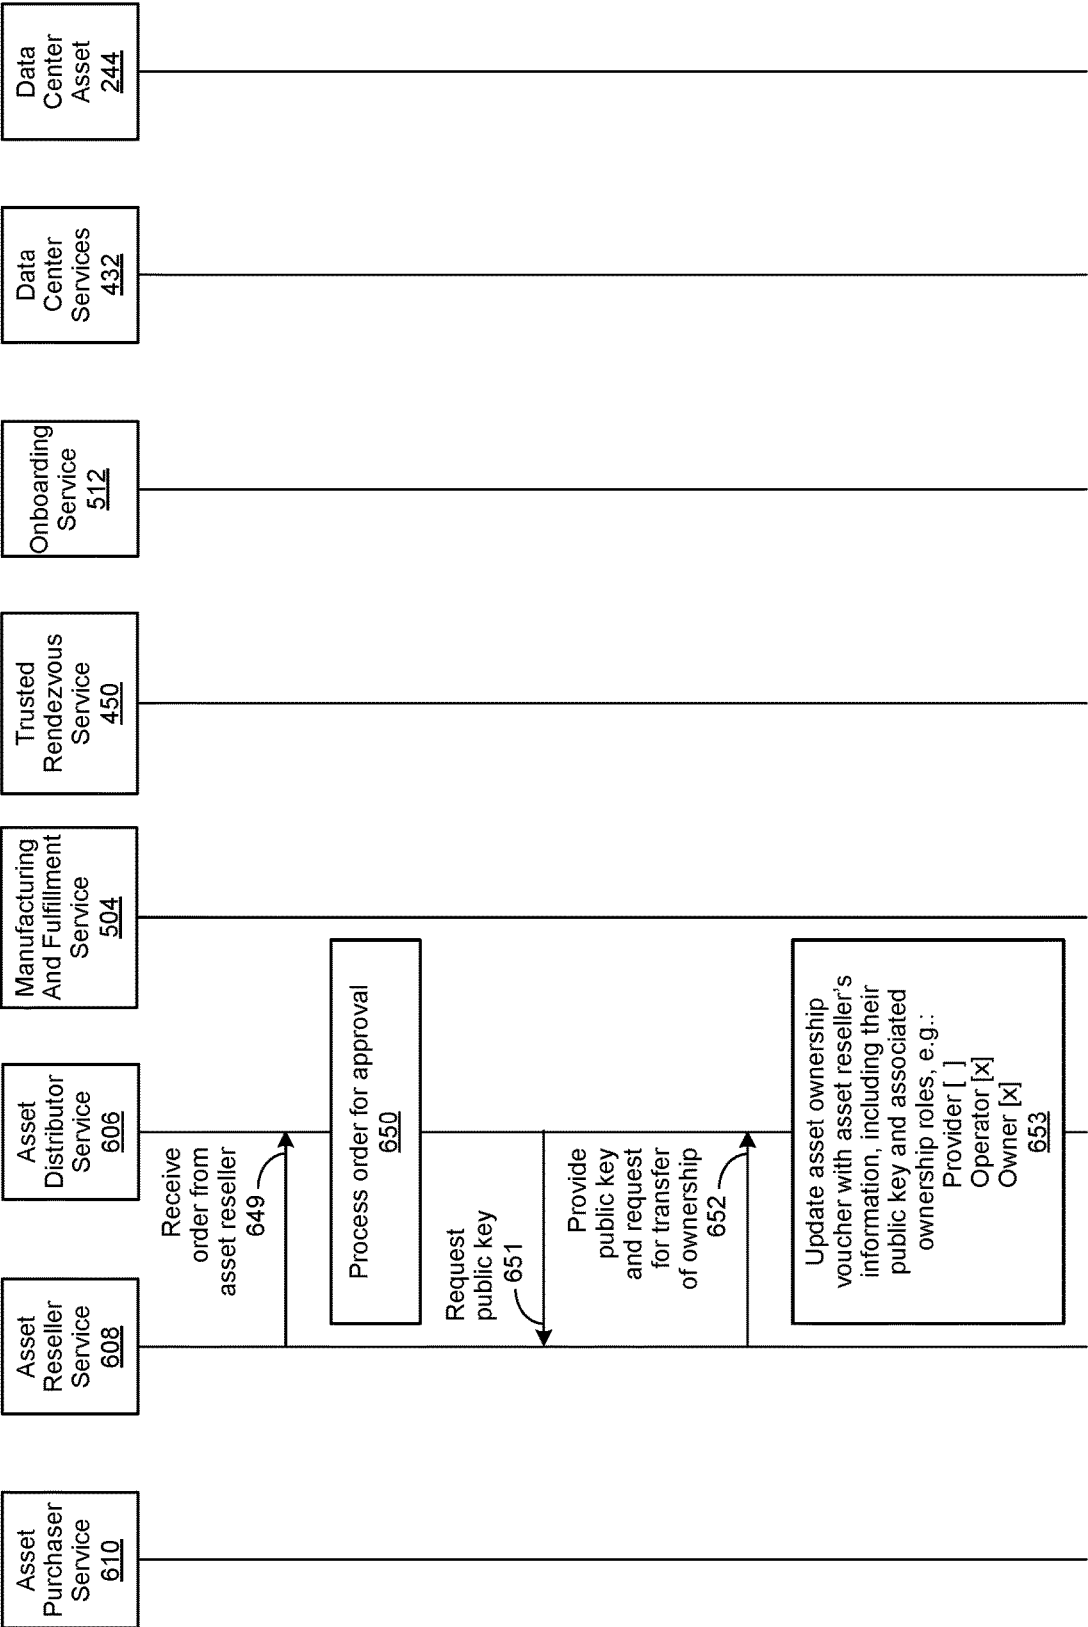 Asset
Purchaser
Service
610
Asset
Reseller
Service
608
Asset
Distributor
Service
606
Manufacturing
And Fulfillment
Service
504
Trusted
Rendezvous
Service
450
Onboarding
Service
512
Data
Center
Services
432
Data
Center
Asset
244
Receive
order from
asset reseller
649
Process order for approval
650
Request
public key
651
Provide
public key
and request
for transfer
of ownership
652
Update asset ownership
voucher with asset reseller's
information, including their
public key and associated
ownership roles, e.g.:
Provider [ ]
Operator [x]
Owner [x]
653